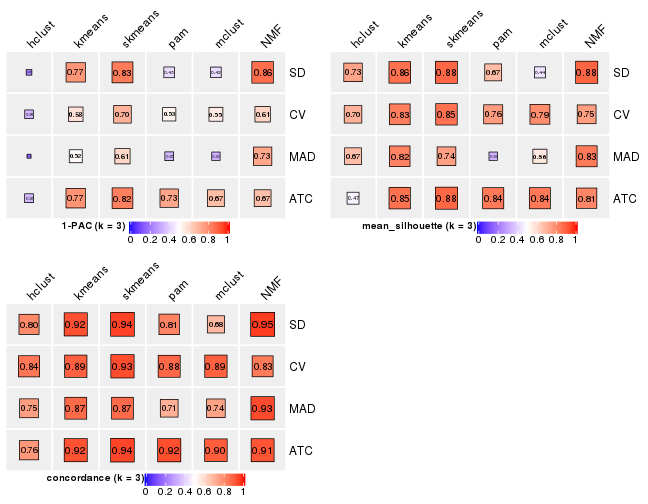 hclust kmeans skmeans pam mclust NMF
0.77 0.83 0.43 0.42 0.86 SD
0.58 0.70 0.53 0.55 0.61 CV
0.52 0.61 0.73 MAD
0.77 0.82 0.73 0.67 0.67 ATC
1-PAC (k = 3)
0 0.2 0.4 0.6 0.8 1
hclust kmeans skmeans pam mclust NMF
0.73 0.86 0.88 0.67 0.44 0.88 SD
0.70 0.83 0.85 0.76 0.79 0.75 CV
0.67 0.82 0.74 0.56 0.83 MAD
0.47 0.85 0.88 0.84 0.84 0.81 ATC
mean_silhouette (k = 3)
0 0.2 0.4 0.6 0.8 1
hclust kmeans skmeans pam mclust NMF
0.80 0.92 0.94 0.81 0.68 0.95 SD
0.84 0.89 0.93 0.88 0.89 0.83 CV
0.75 0.87 0.87 0.71 0.74 0.93 MAD
0.76 0.92 0.94 0.92 0.90 0.91 ATC
concordance (k = 3)
0 0.2 0.4 0.6 0.8 1